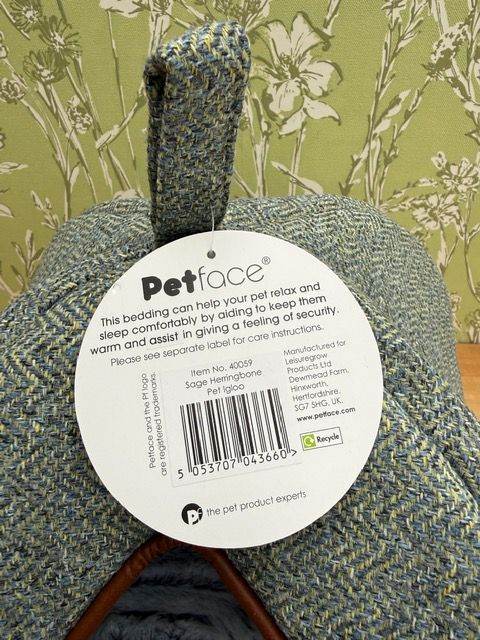 Petface®
This bedding can help your pet relax and
sleep comfortably by aiding to keep them
warm and assist in giving a feeling of security.
Please see separate label for care instructions.
Petface and the Pf logo
are registered trademarks.
Item No. 40059
Sage Herringbone
Pet Igloo
5 053707 043660 >
Manufactured for
Leisuregrow
Products Ltd
Dewmead Farm,
Hinxworth,
Hertfordshire.
SG7 5HG, UK.
www.petface.com
Recycle
Pf the pet product experts